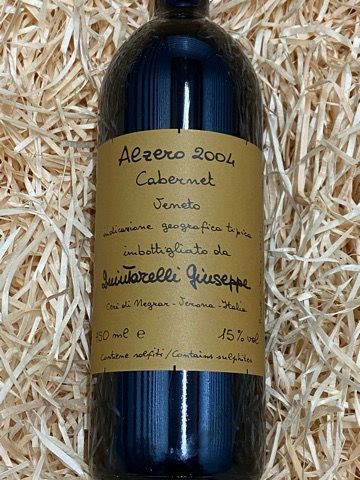 Alzero 2004
Cabernet
Veneto
indicazione geografica tipica
imbottigliato da
Quintarelli Giuseppe
Cerè di Negrar - Verona - Italia
750 ml e 15% vol
Contiene solfiti / Contains sulphites